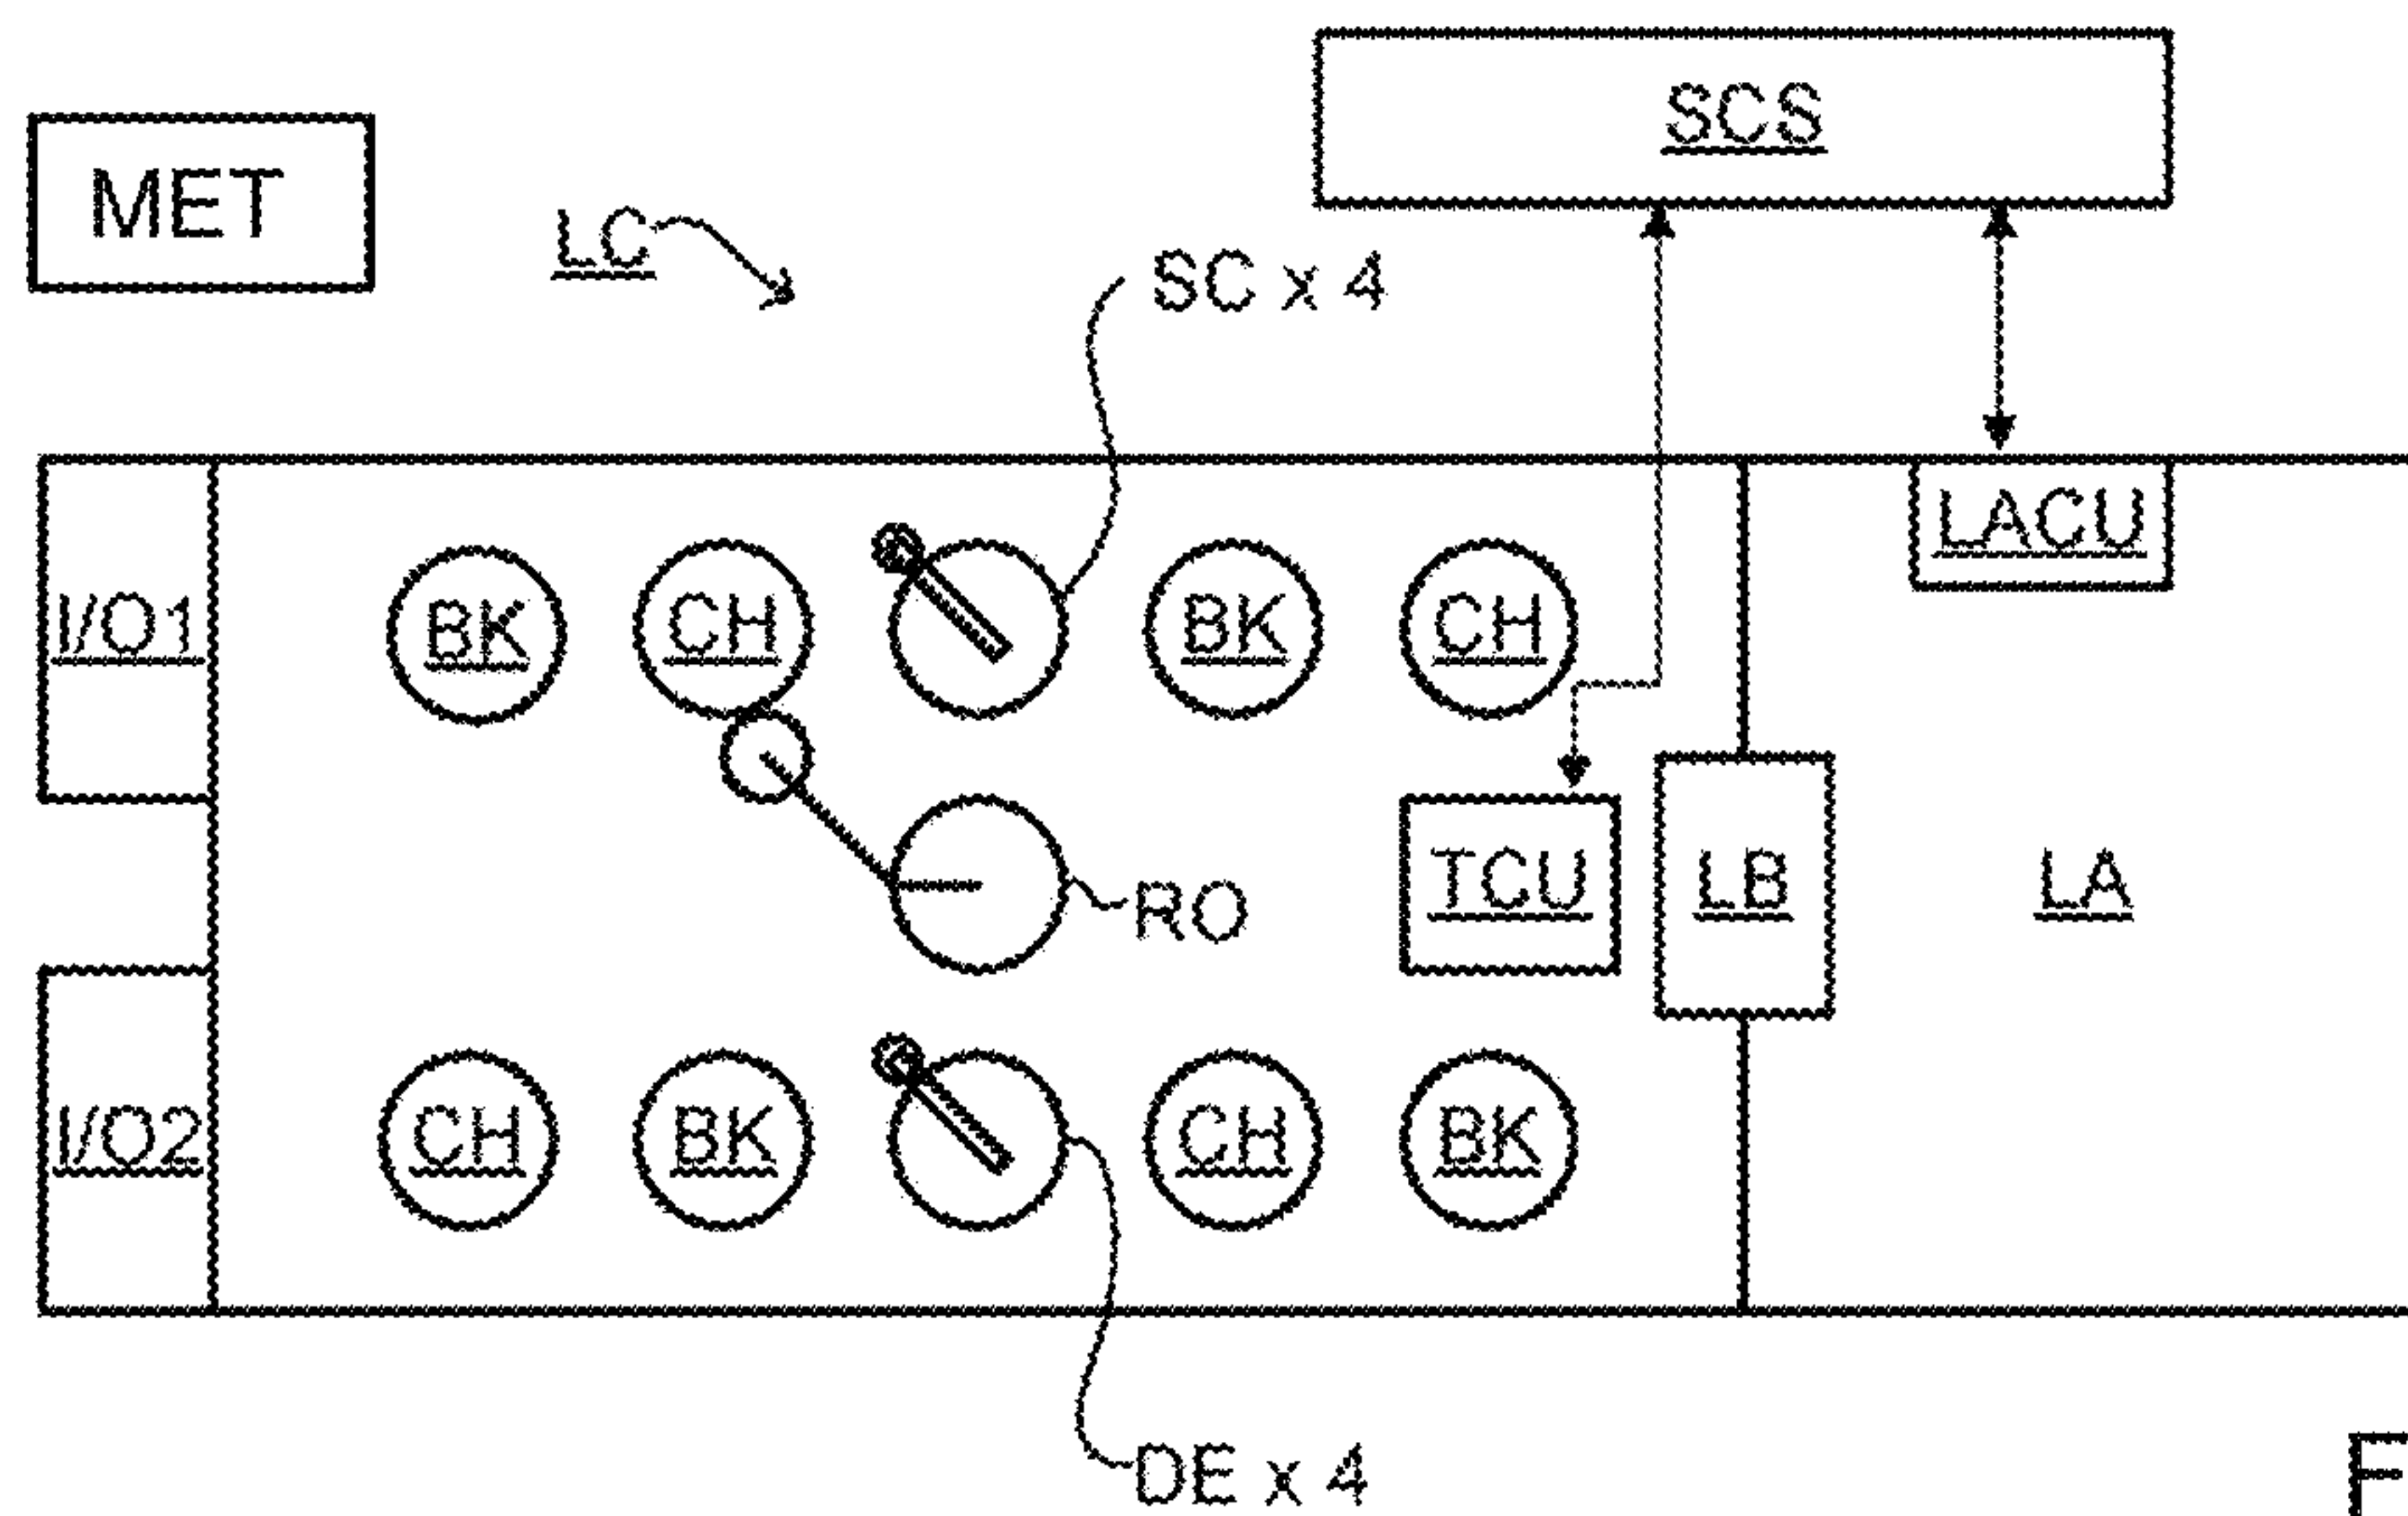 SCS
MET
LC
SC x 4
LACU
I/O1
BK
CH
BK
CH
TCU
LB
LA
RO
I/O2
CH
BK
CH
BK
DE x 4
F